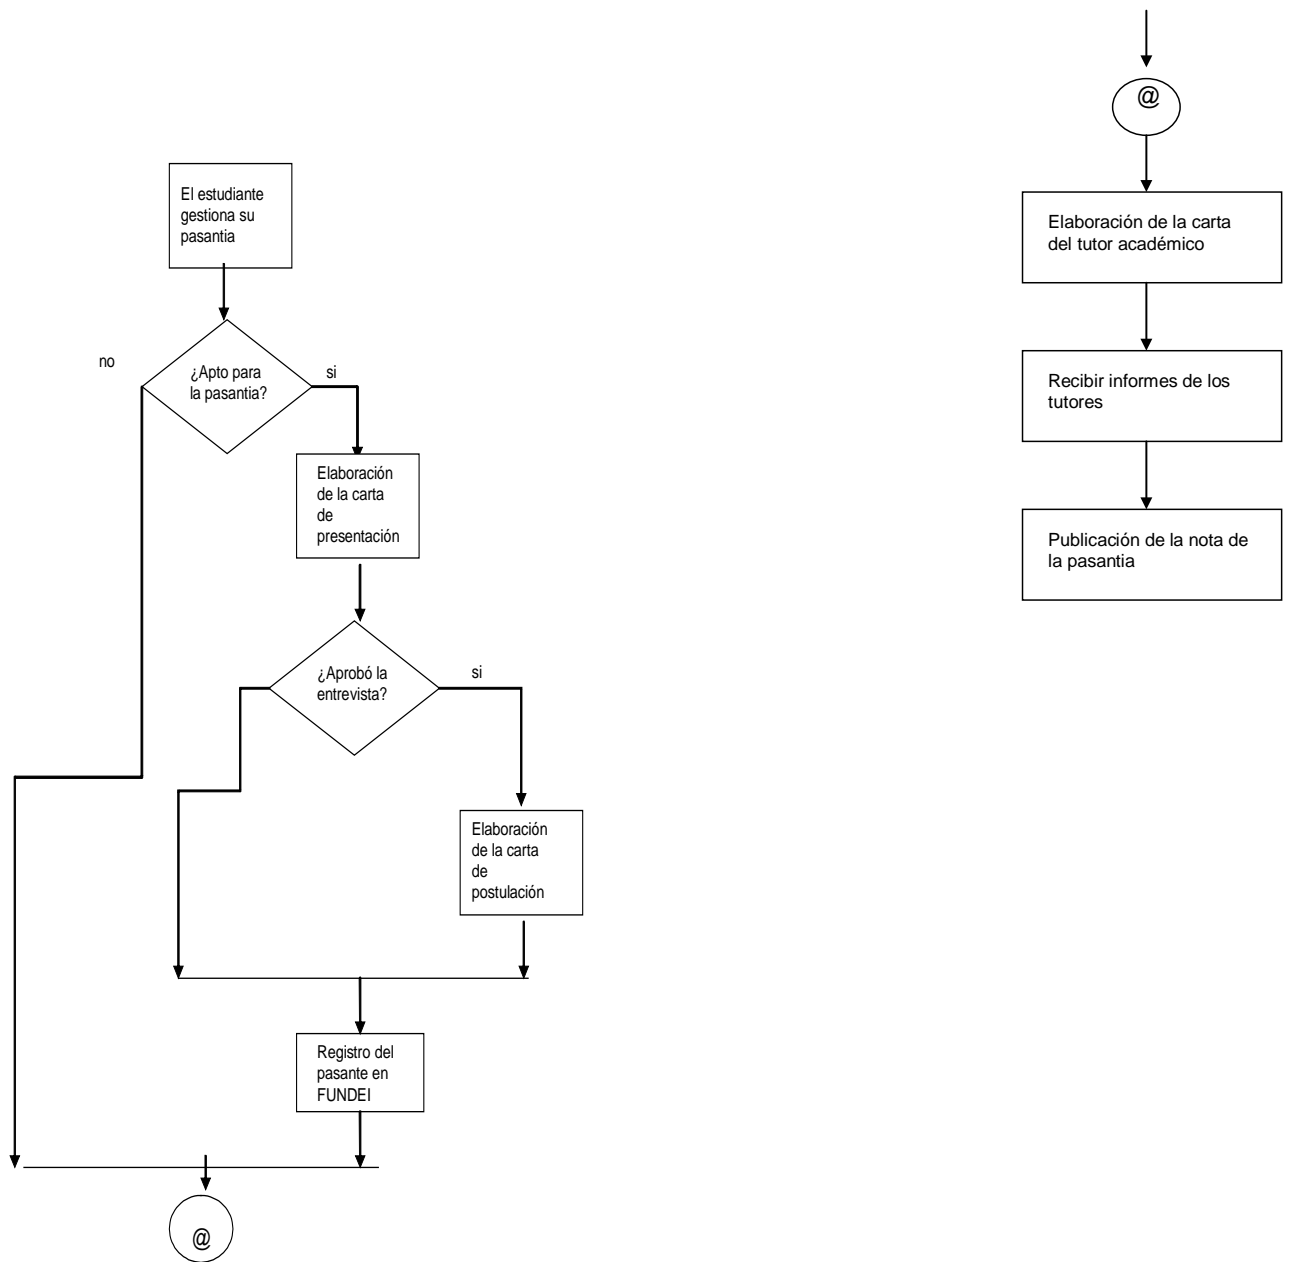 El estudiante
gestiona su
pasantia
no
¿Apto para
la pasantia?
si
Elaboración
de la carta
de
presentación
¿Aprobó la
entrevista?
si
Elaboración
de la carta
de
postulación
Registro del
pasante en
FUNDEI
@
@
Elaboración de la carta
del tutor académico
Recibir informes de los
tutores
Publicación de la nota de
la pasantia